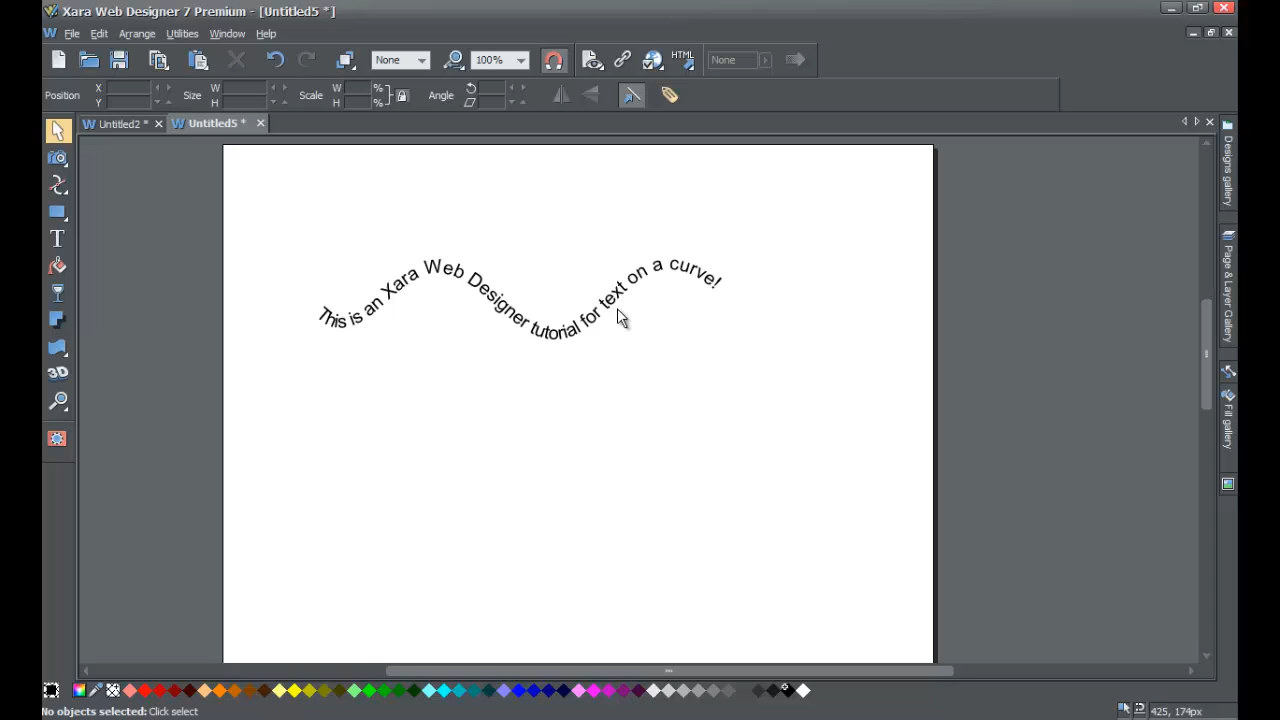 Xara Web Designer 7 Premium - [Untitled5 *]
File Edit Arrange Utilities Window Help
None 100% HTML None
Position X Y Size W H Scale W H % % Angle
Untitled2 * Untitled5 *
This is an Xara Web Designer tutorial for text on a curve!
T
3D
Designs gallery
Page & Layer Gallery
Fill gallery
No objects selected: Click select
425, 174px